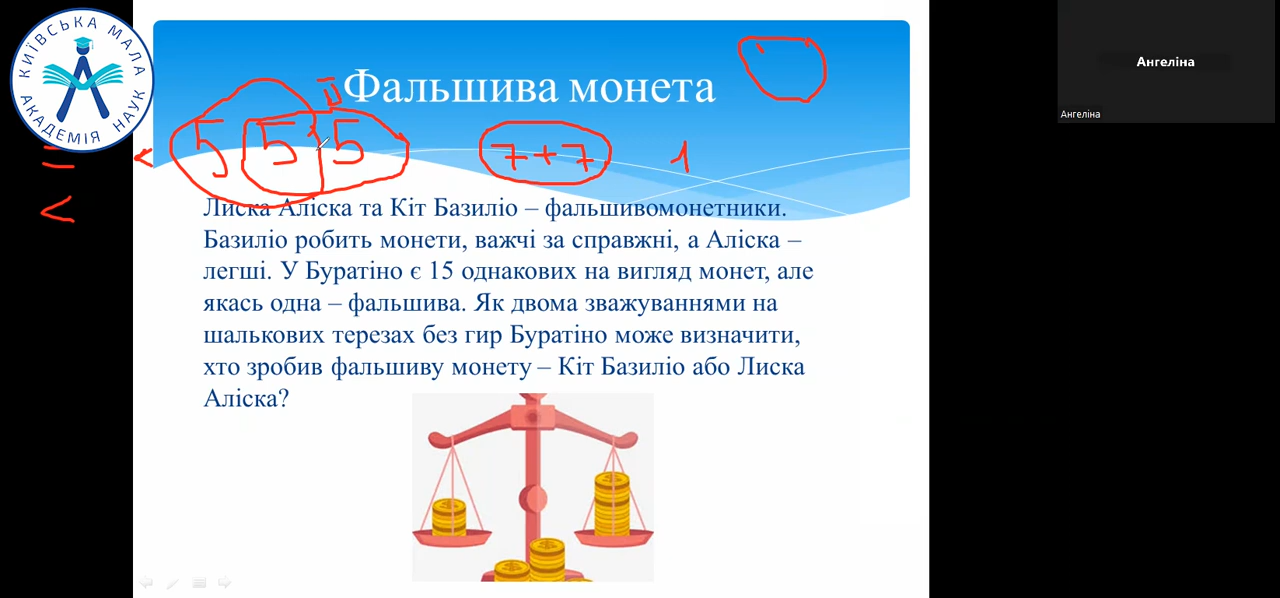 КИЇВСЬКА МАЛА
АКАДЕМІЯ НАУК
Фальшива монета
II
< 5 5 5
7+7
1
=
<
Лиска Аліска та Кіт Базиліо – фальшивомонетники.
Базиліо робить монети, важчі за справжні, а Аліска –
легші. У Буратіно є 15 однакових на вигляд монет, але
якась одна – фальшива. Як двома зважуваннями на
шалькових терезах без гир Буратіно може визначити,
хто зробив фальшиву монету – Кіт Базиліо або Лиска
Аліска?
Ангеліна
Ангеліна